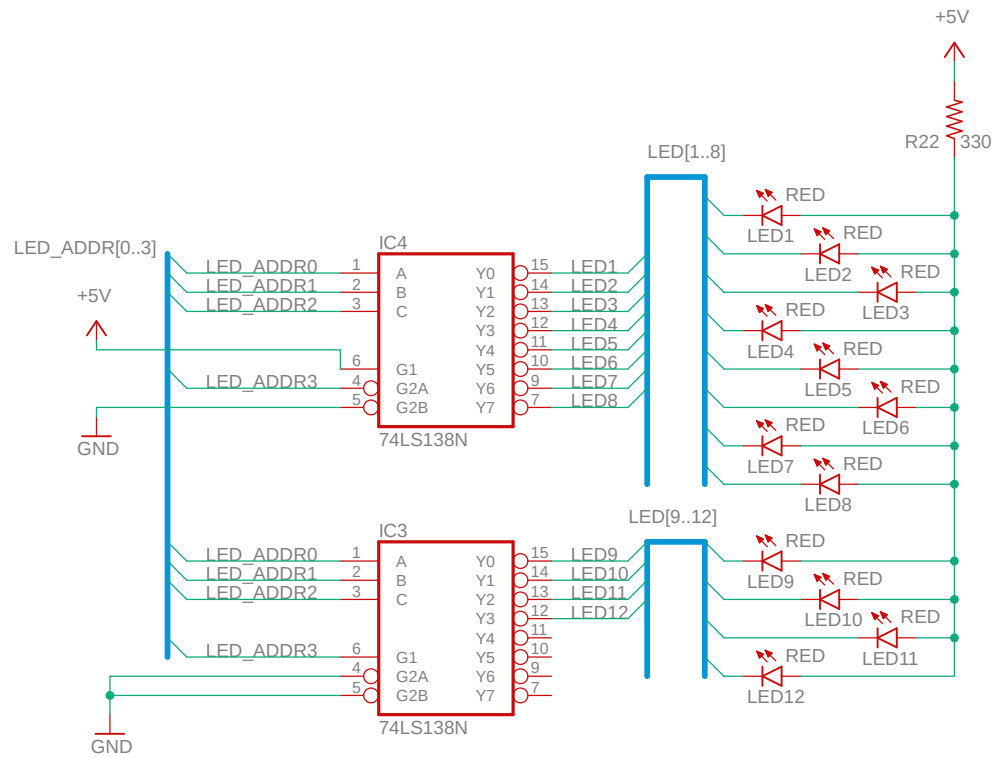 +5V
R22 330
LED[1..8]
RED
LED1
RED
LED2
RED
LED3
RED
LED4
RED
LED5
RED
LED6
RED
LED7
RED
LED8
LED_ADDR[0..3]
+5V
GND
IC4
LED_ADDR0 1 A Y0 15 LED1
LED_ADDR1 2 B Y1 14 LED2
LED_ADDR2 3 C Y2 13 LED3
Y3 12 LED4
Y4 11 LED5
6 G1 Y5 10 LED6
LED_ADDR3 4 G2A Y6 9 LED7
5 G2B Y7 7 LED8
74LS138N
LED[9..12]
IC3
LED_ADDR0 1 A Y0 15 LED9
LED_ADDR1 2 B Y1 14 LED10
LED_ADDR2 3 C Y2 13 LED11
Y3 12 LED12
Y4 11
LED_ADDR3 6 G1 Y5 10
4 G2A Y6 9
5 G2B Y7 7
74LS138N
GND
RED
LED9
RED
LED10
RED
LED11
RED
LED12